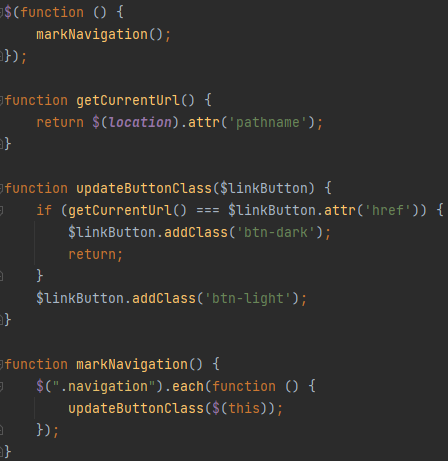 $(function () {
    markNavigation();
});

function getCurrentUrl() {
    return $(location).attr('pathname');
}

function updateButtonClass($linkButton) {
    if (getCurrentUrl() === $linkButton.attr('href')) {
        $linkButton.addClass('btn-dark');
        return;
    }
    $linkButton.addClass('btn-light');
}

function markNavigation() {
    $(".navigation").each(function () {
        updateButtonClass($(this));
    });
}